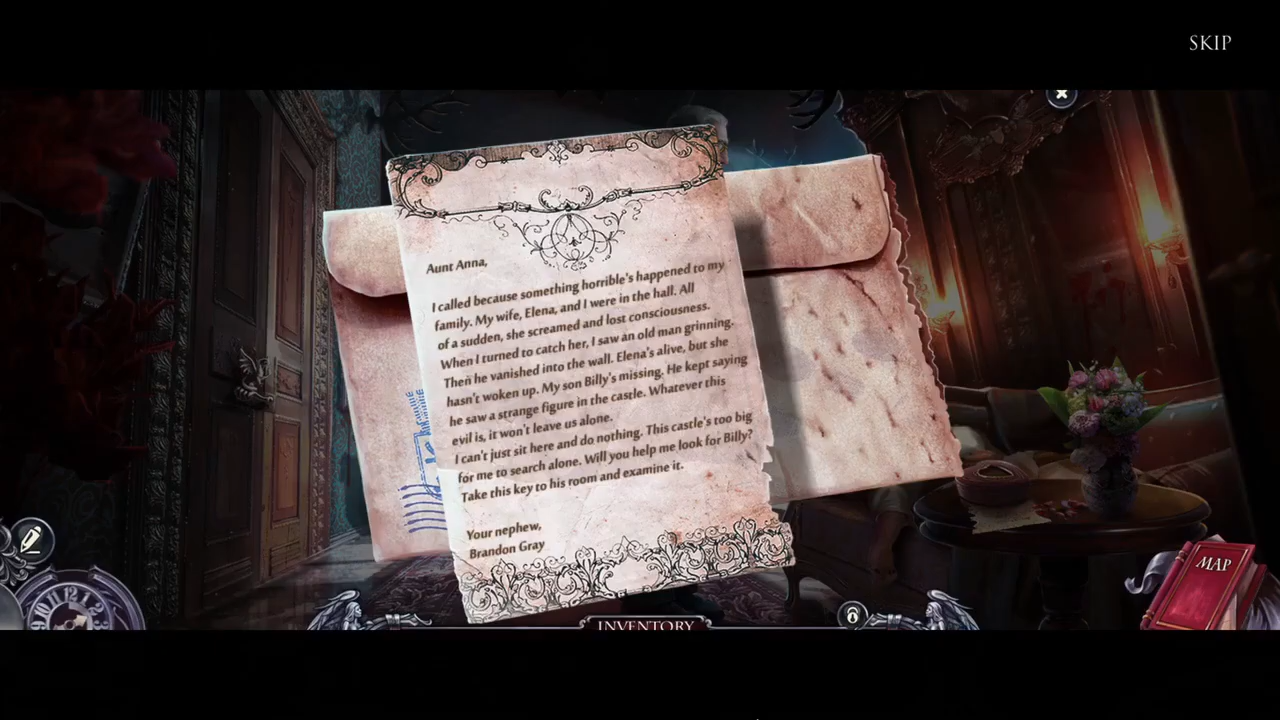 SKIP
Aunt Anna,
I called because something horrible's happened to my
family. My wife, Elena, and I were in the hall. All
of a sudden, she screamed and lost consciousness.
When I turned to catch her, I saw an old man grinning.
Then he vanished into the wall. Elena's alive, but she
hasn't woken up. My son Billy's missing. He kept saying
he saw a strange figure in the castle. Whatever this
evil is, it won't leave us alone.
I can't just sit here and do nothing. This castle's too big
for me to search alone. Will you help me look for Billy?
Take this key to his room and examine it.
Your nephew,
Brandon Gray
MAP
INVENTORY